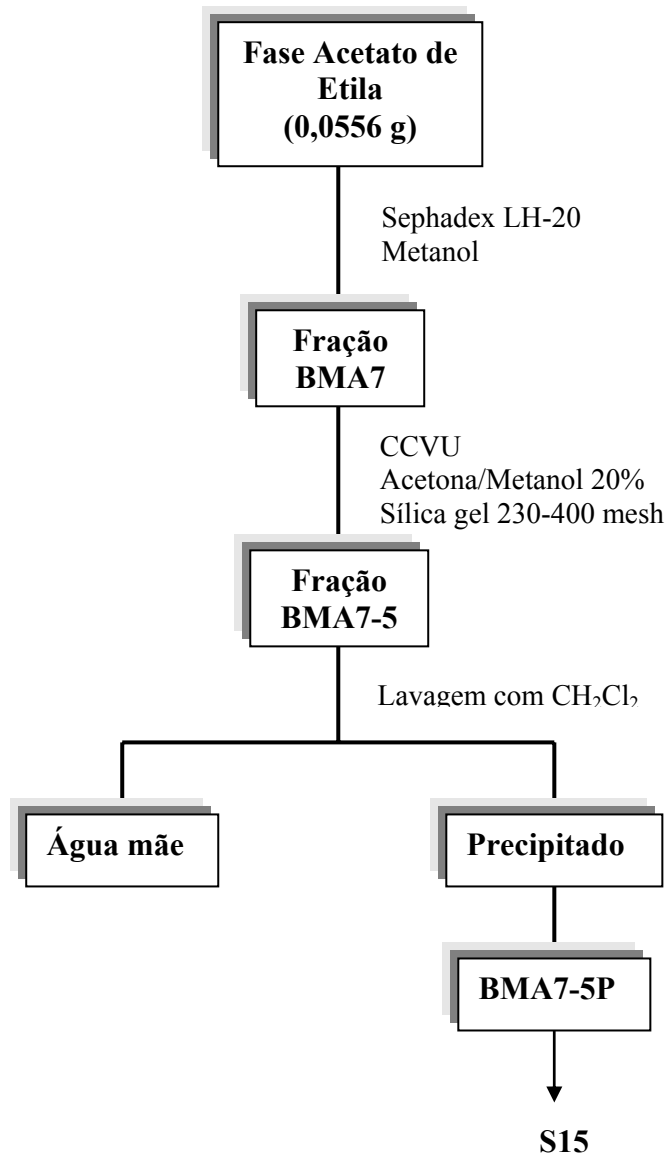 Fase Acetato de
Etila
(0,0556 g)
Sephadex LH-20
Metanol
Fração
BMA7
CCVU
Acetona/Metanol 20%
Sílica gel 230-400 mesh
Fração
BMA7-5
Lavagem com CH₂Cl₂
Água mãe
Precipitado
BMA7-5P
S15